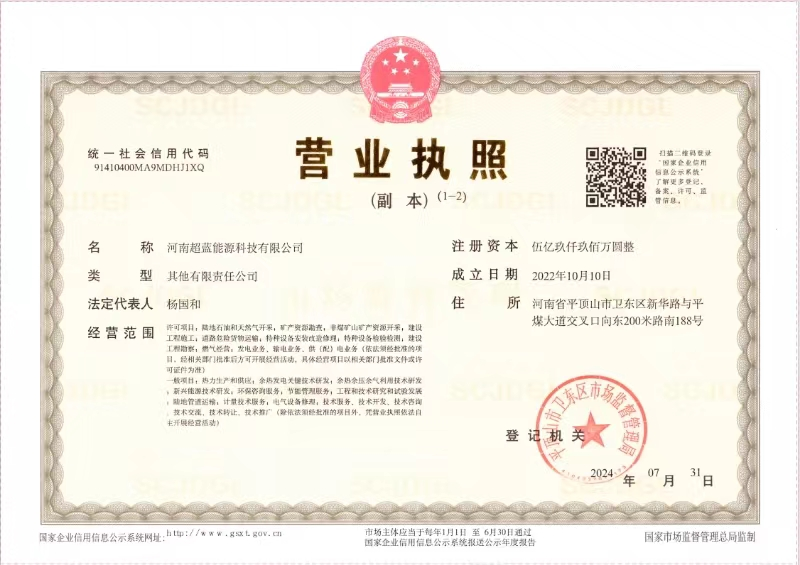 统一社会信用代码
91410400MA9MDHJ1XQ
营业执照
（副 本）(1-2)
扫描二维码登录
“国家企业信用
信息公示系统”
了解更多登记、
备案、许可、监
管信息。
名 称 河南超蓝能源科技有限公司
类 型 其他有限责任公司
法定代表人 杨国和
经营范围 许可项目：陆地石油和天然气开采；矿产资源勘查；非煤矿山矿产资源开采；建设
工程施工；道路危险货物运输；特种设备安装改造修理；特种设备检验检测；建设
工程勘察；燃气经营；发电业务、输电业务、供（配）电业务（依法须经批准的项
目，经相关部门批准后方可开展经营活动，具体经营项目以相关部门批准文件或许
可证件为准）
一般项目：热力生产和供应；余热发电关键技术研发；余热余压余气利用技术研发
；新兴能源技术研发；环保咨询服务；节能管理服务；工程和技术研究和试验发展
；陆地管道运输；计量技术服务；电气设备修理；技术服务、技术开发、技术咨询
、技术交流、技术转让、技术推广（除依法须经批准的项目外，凭营业执照依法自
主开展经营活动）
注册资本 伍亿玖仟玖佰万圆整
成立日期 2022年10月10日
住 所 河南省平顶山市卫东区新华路与平
煤大道交叉口向东200米路南188号
登记机关
平顶山市卫东区市场监督管理局
2024 年 07 月 31 日
国家企业信用信息公示系统网址：http://www.gsxt.gov.cn
市场主体应当于每年1月1日 至 6月30日通过
国家企业信用信息公示系统报送公示年度报告
国家市场监督管理总局监制
SCJDGL